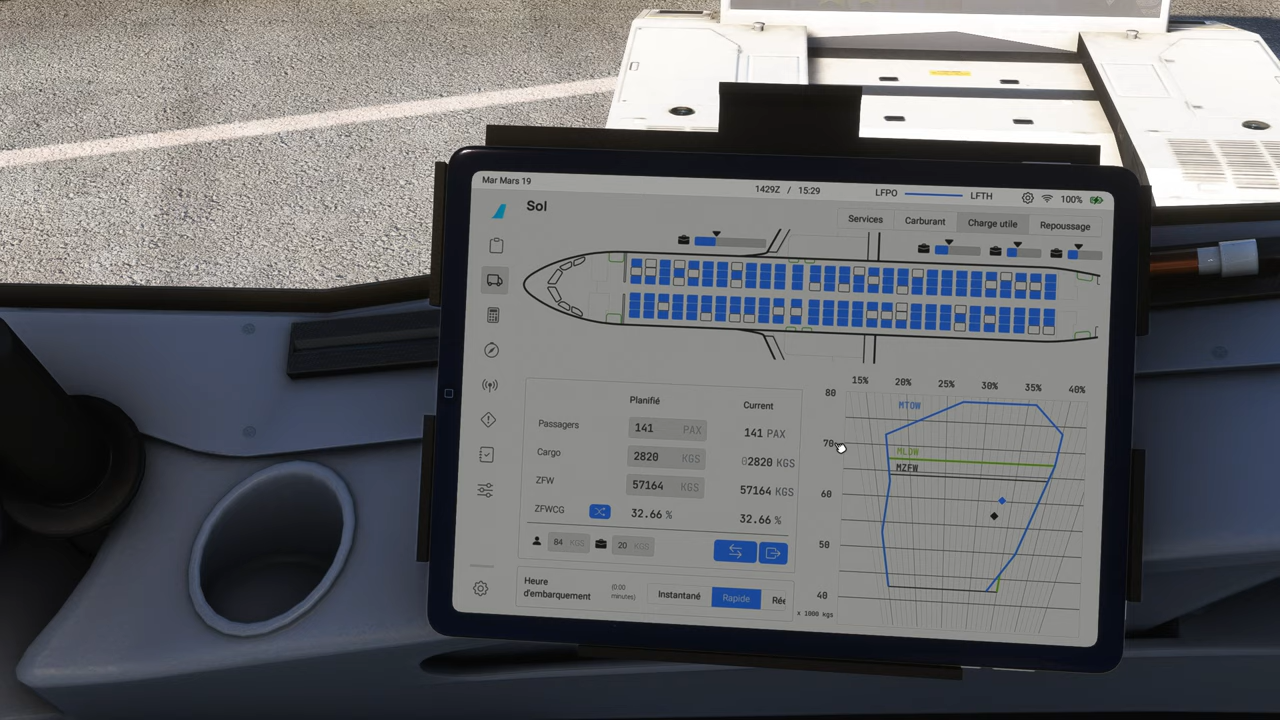 Mar Mars 19
1429Z / 15:29
LFPO
LFTH
100%
Sol
Services
Carburant
Charge utile
Repoussage
Planifié
Current
Passagers
141 PAX
141 PAX
Cargo
2820 KGS
02820 KGS
ZFW
57164 KGS
57164 KGS
ZFWCG
32.66 %
32.66 %
84 KGS
20 KGS
Heure
d'embarquement
(0.00
minutes)
Instantané
Rapide
Rée
15%
20%
25%
30%
35%
40%
80
70
60
50
40
x 1000 kgs
MTOW
MLDW
MZFW